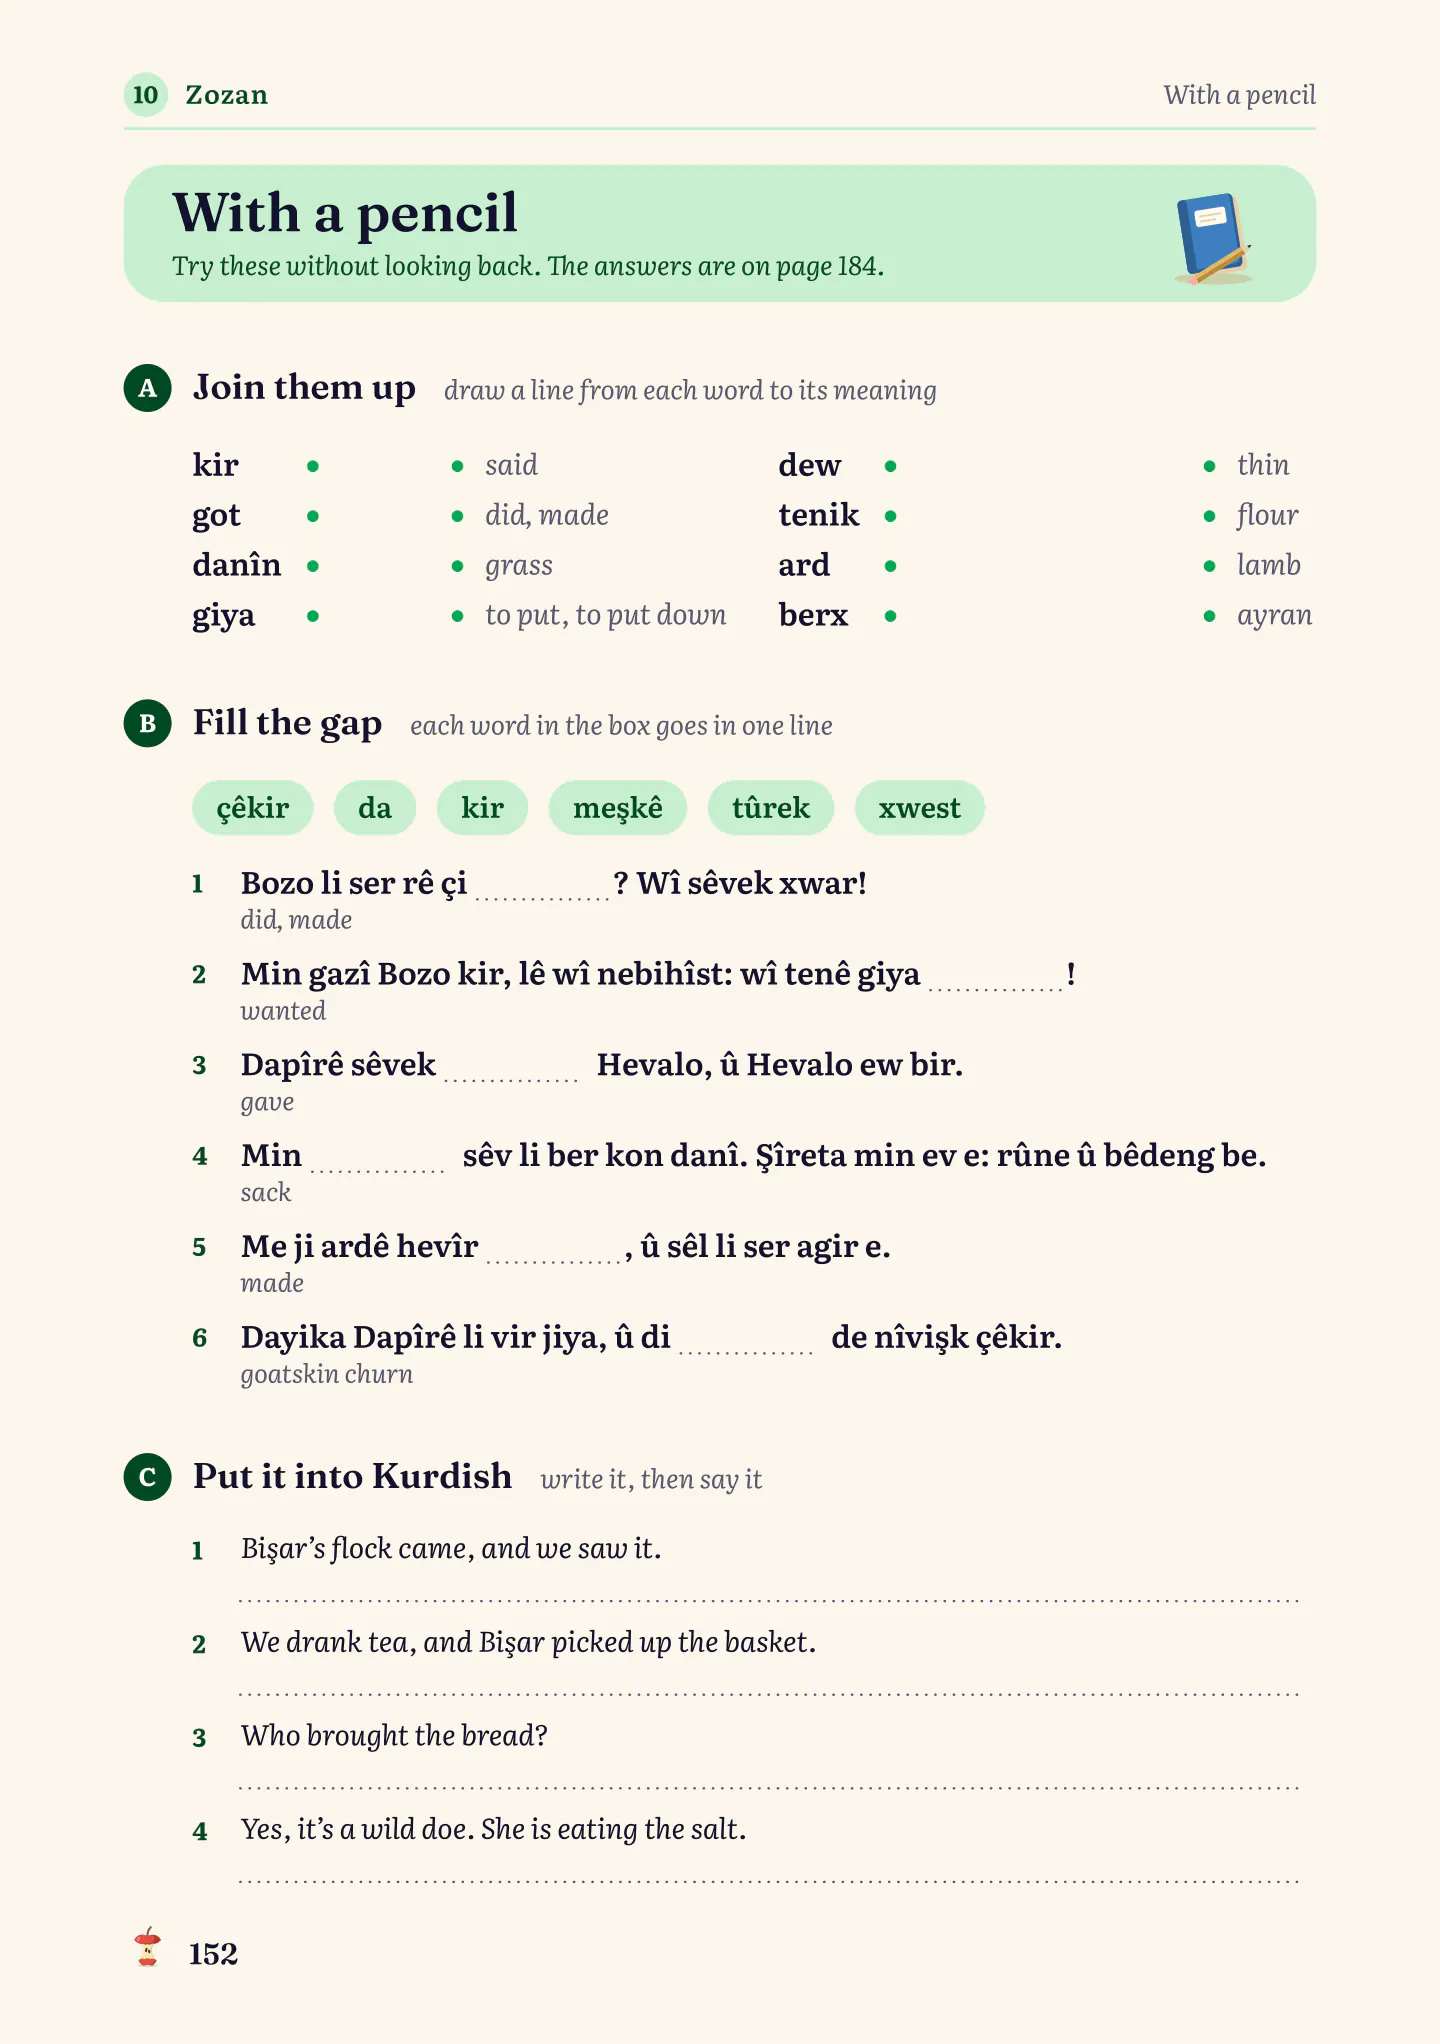 10 Zozan With a pencil
With a pencil
Try these without looking back. The answers are on page 184.
A Join them up draw a line from each word to its meaning
kir • • said dew • • thin
got • • did, made tenik • • flour
danîn • • grass ard • • lamb
giya • • to put, to put down berx • • ayran
B Fill the gap each word in the box goes in one line
çêkir da kir meşkê tûrek xwest
1 Bozo li ser rê çi ...............? Wî sêvek xwar!
did, made
2 Min gazî Bozo kir, lê wî nebihîst: wî tenê giya ...............!
wanted
3 Dapîrê sêvek ............... Hevalo, û Hevalo ew bir.
gave
4 Min ............... sêv li ber kon danî. Şîreta min ev e: rûne û bêdeng be.
sack
5 Me ji ardê hevîr ..............., û sêl li ser agir e.
made
6 Dayika Dapîrê li vir jiya, û di ............... de nîvişk çêkir.
goatskin churn
C Put it into Kurdish write it, then say it
1 Bişar’s flock came, and we saw it.
2 We drank tea, and Bişar picked up the basket.
3 Who brought the bread?
4 Yes, it’s a wild doe. She is eating the salt.
152